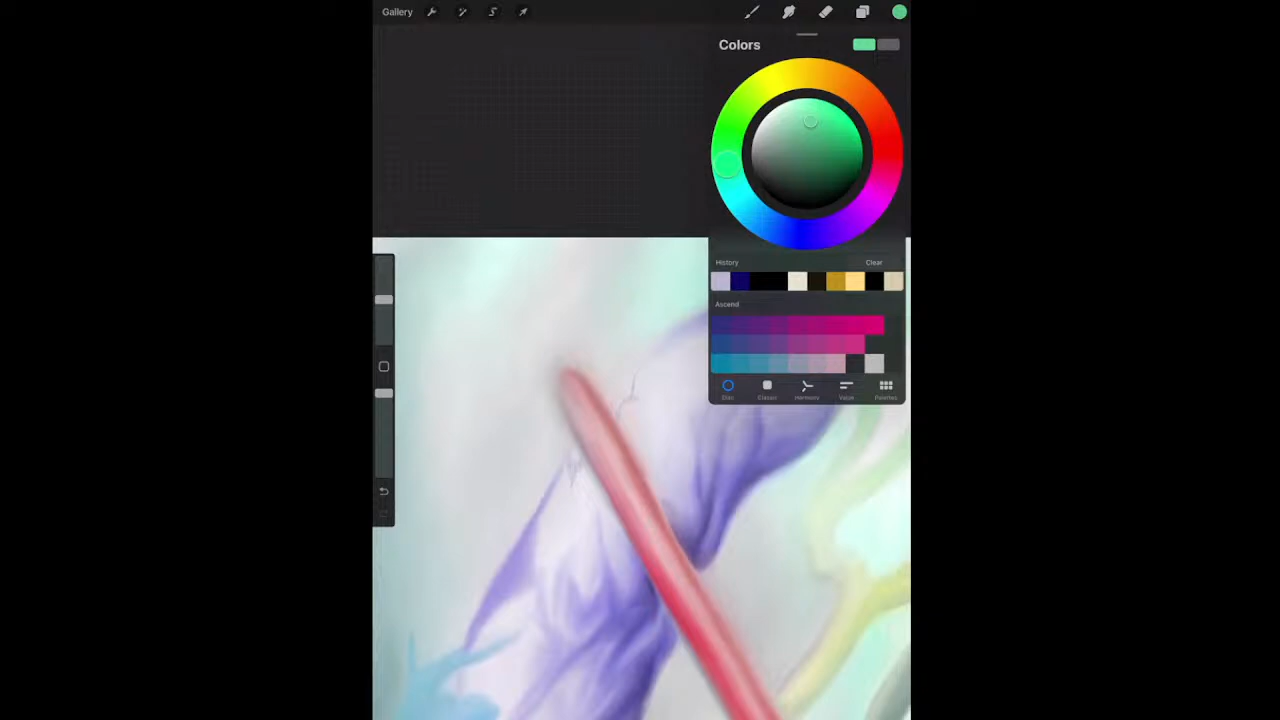 Gallery
Colors
History Clear
Ascend
Disc Classic Harmony Value Palettes